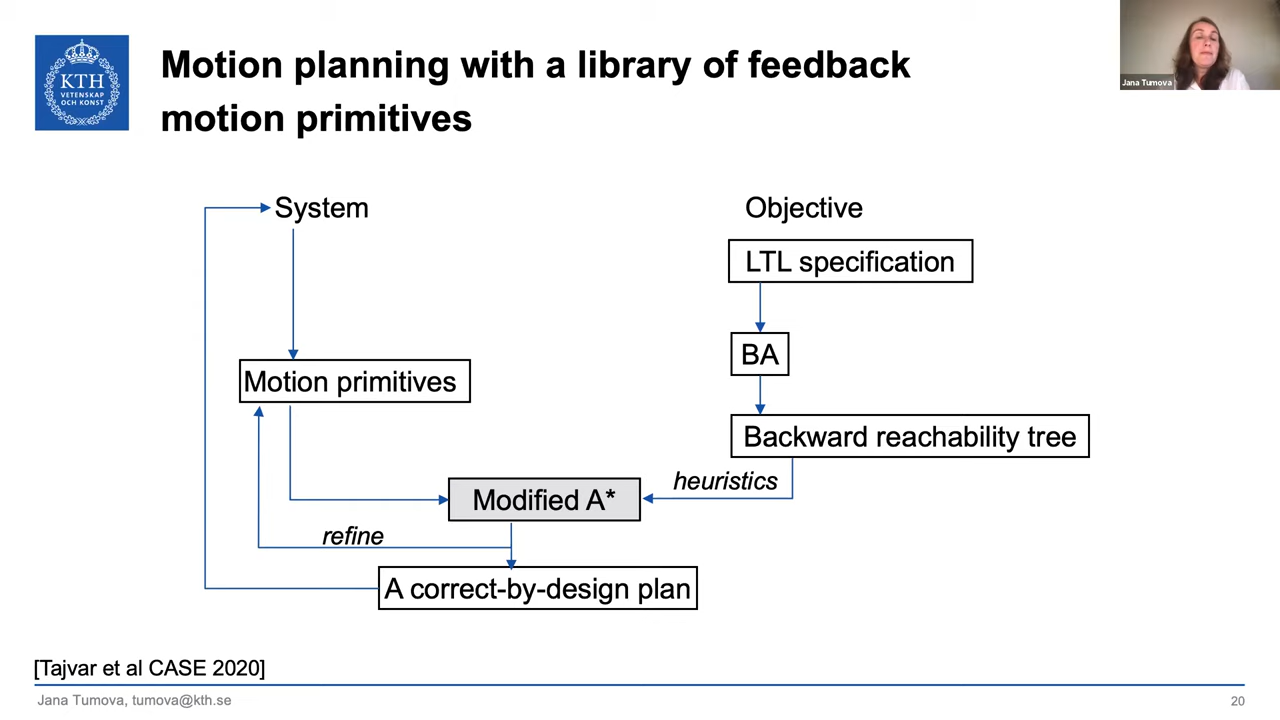 KTH
VETENSKAP
OCH KONST
Motion planning with a library of feedback
motion primitives
Jana Tumova
System
Objective
LTL specification
BA
Motion primitives
Backward reachability tree
heuristics
Modified A*
refine
A correct-by-design plan
[Tajvar et al CASE 2020]
Jana Tumova, tumova@kth.se
20